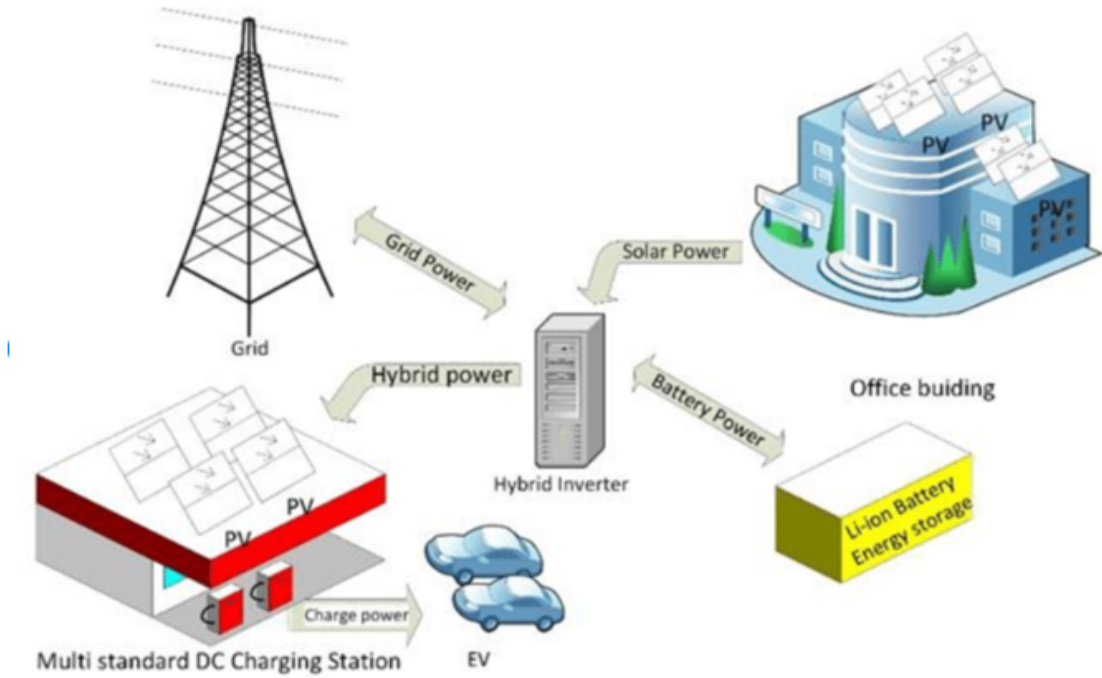 PV
PV
PV
Grid Power
Solar Power
Grid
Hybrid power
Battery Power
Office buiding
Hybrid Inverter
Li-ion Battery
Energy storage
PV
PV
Charge power
Multi standard DC Charging Station
EV